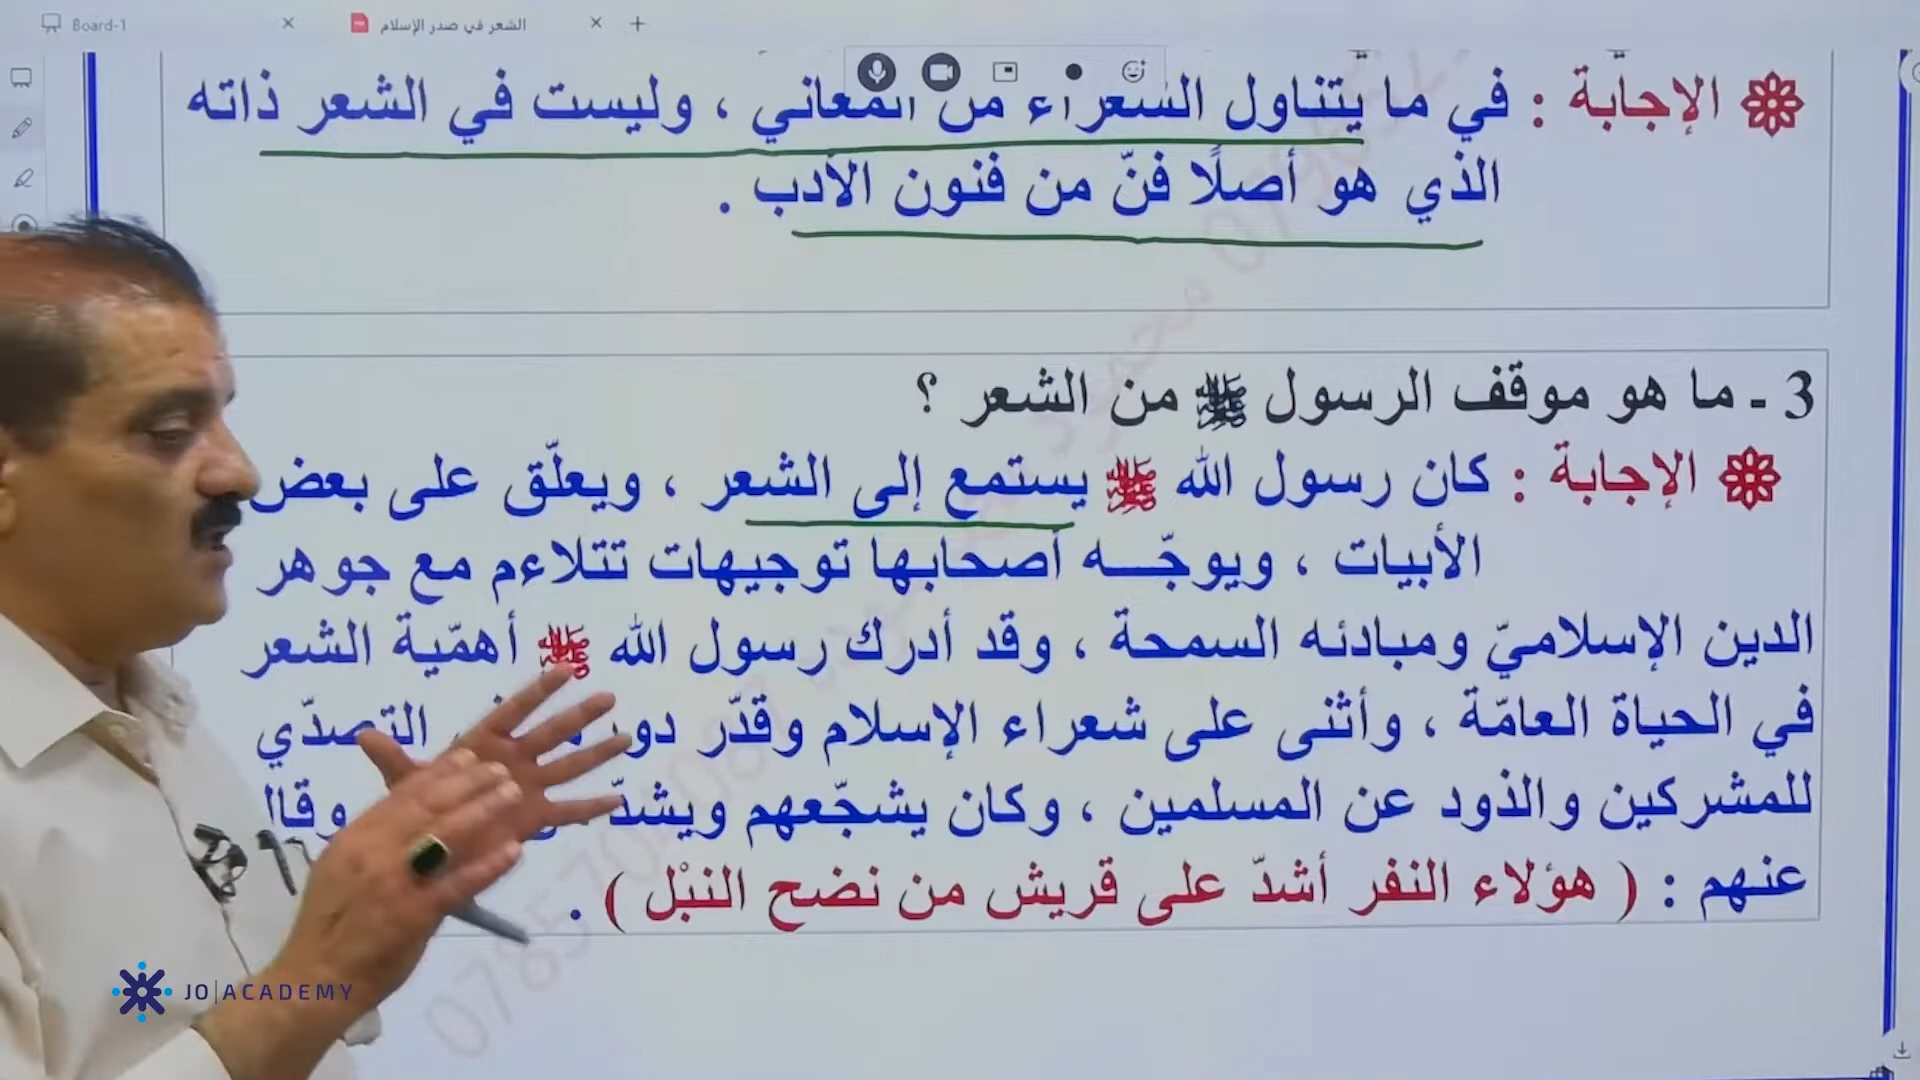 Board-1
الشعر في صدر الإسلام
الإجابة : في ما يتناول الشعراء من المعاني ، وليست في الشعر ذاته
الذي هو أصلًا فنّ من فنون الأدب .
3 ـ ما هو موقف الرسول ﷺ من الشعر ؟
الإجابة : كان رسول الله ﷺ يستمع إلى الشعر ، ويعلّق على بعض
الأبيات ، ويوجّـــه أصحابها توجيهات تتلاءم مع جوهر
الدين الإسلاميّ ومبادئه السمحة ، وقد أدرك رسول الله ﷺ أهمّية الشعر
في الحياة العامّة ، وأثنى على شعراء الإسلام وقدّر التصدّي
للمشركين والذود عن المسلمين ، وكان يشجّعهم وقال
عنهم : ( هؤلاء النفر أشدّ على قريش من نضح النبْل ) .
JO|ACADEMY